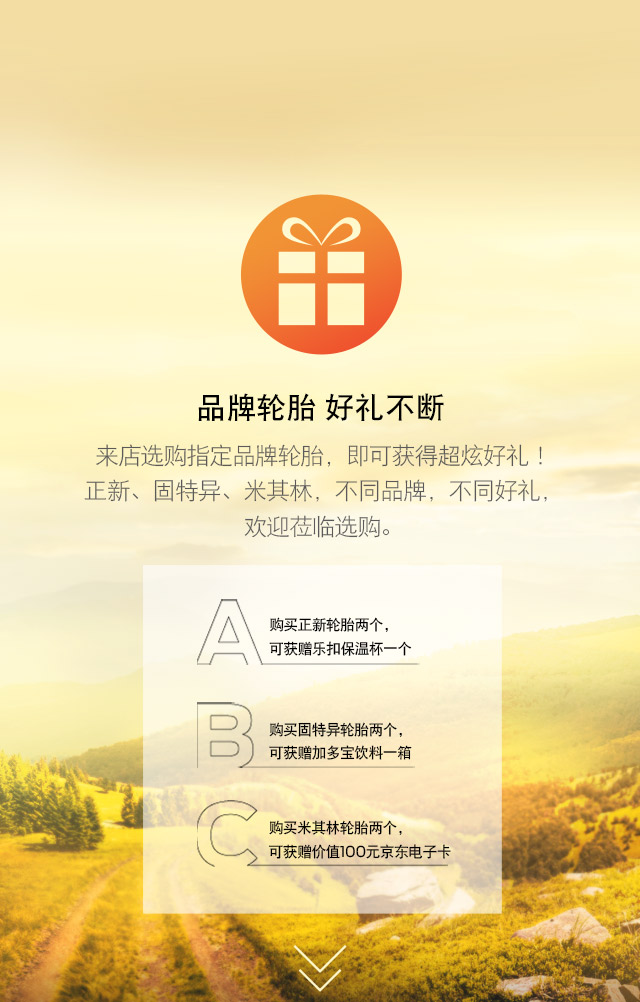 品牌轮胎 好礼不断
来店选购指定品牌轮胎，即可获得超炫好礼！
正新、固特异、米其林，不同品牌，不同好礼，
欢迎莅临选购。
A
购买正新轮胎两个，
可获赠乐扣保温杯一个
B
购买固特异轮胎两个，
可获赠加多宝饮料一箱
C
购买米其林轮胎两个，
可获赠价值100元京东电子卡